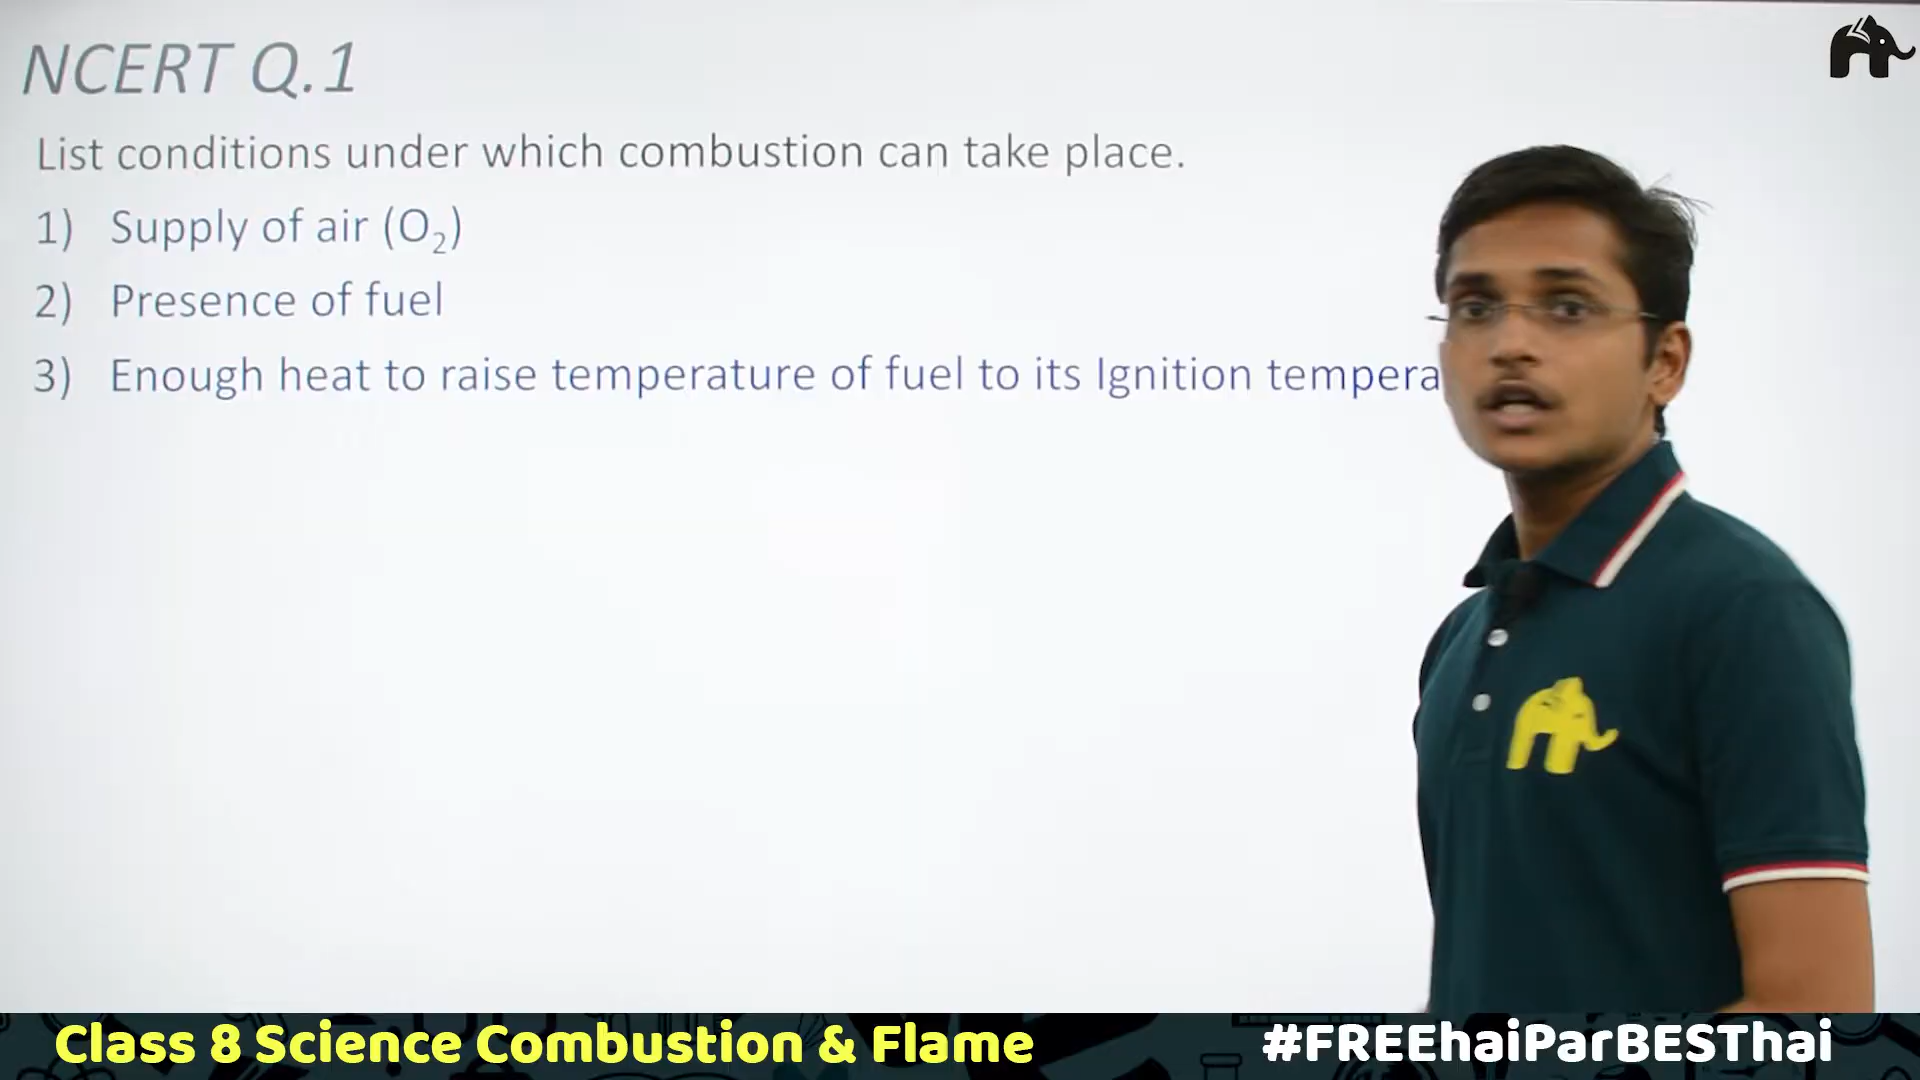 NCERT Q.1
List conditions under which combustion can take place.
1) Supply of air (O₂)
2) Presence of fuel
3) Enough heat to raise temperature of fuel to its Ignition tempera
Class 8 Science Combustion & Flame
#FREEhaiParBESThai